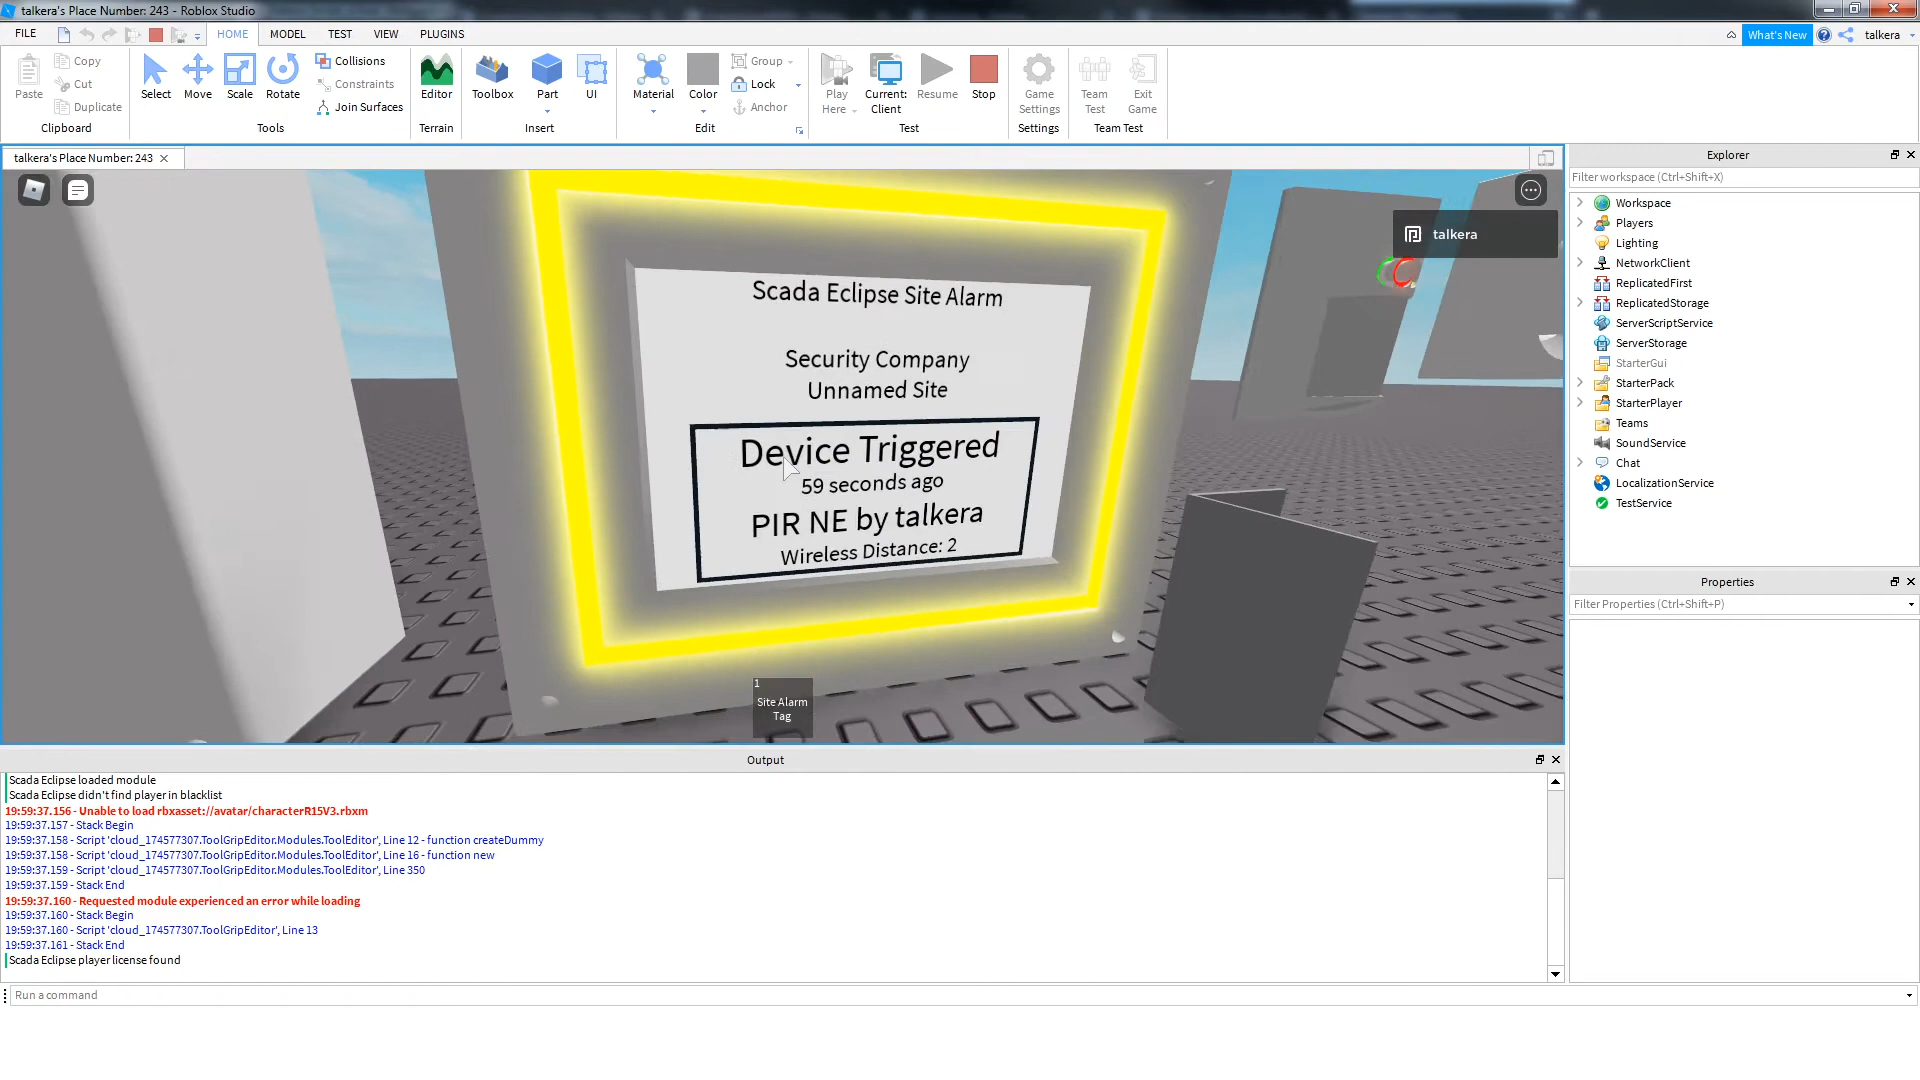 talkera's Place Number: 243 - Roblox Studio
FILE
HOME
MODEL
TEST
VIEW
PLUGINS
What's New
talkera
Paste
Copy
Cut
Duplicate
Clipboard
Select
Move
Scale
Rotate
Collisions
Constraints
Join Surfaces
Tools
Editor
Terrain
Toolbox
Part
UI
Insert
Material
Color
Group
Lock
Anchor
Edit
Play Here
Current: Client
Resume
Stop
Test
Game Settings
Settings
Team Test
Exit Game
Team Test
talkera's Place Number: 243
talkera
Scada Eclipse Site Alarm
Security Company
Unnamed Site
Device Triggered
59 seconds ago
PIR NE by talkera
Wireless Distance: 2
1
Site Alarm
Tag
Explorer
Filter workspace (Ctrl+Shift+X)
Workspace
Players
Lighting
NetworkClient
ReplicatedFirst
ReplicatedStorage
ServerScriptService
ServerStorage
StarterGui
StarterPack
StarterPlayer
Teams
SoundService
Chat
LocalizationService
TestService
Properties
Filter Properties (Ctrl+Shift+P)
Output
Scada Eclipse loaded module
Scada Eclipse didn't find player in blacklist
19:59:37.156 - Unable to load rbxasset://avatar/characterR15V3.rbxm
19:59:37.157 - Stack Begin
19:59:37.158 - Script 'cloud_174577307.ToolGripEditor.Modules.ToolEditor', Line 12 - function createDummy
19:59:37.158 - Script 'cloud_174577307.ToolGripEditor.Modules.ToolEditor', Line 16 - function new
19:59:37.159 - Script 'cloud_174577307.ToolGripEditor.Modules.ToolEditor', Line 350
19:59:37.159 - Stack End
19:59:37.160 - Requested module experienced an error while loading
19:59:37.160 - Stack Begin
19:59:37.160 - Script 'cloud_174577307.ToolGripEditor', Line 13
19:59:37.161 - Stack End
Scada Eclipse player license found
Run a command